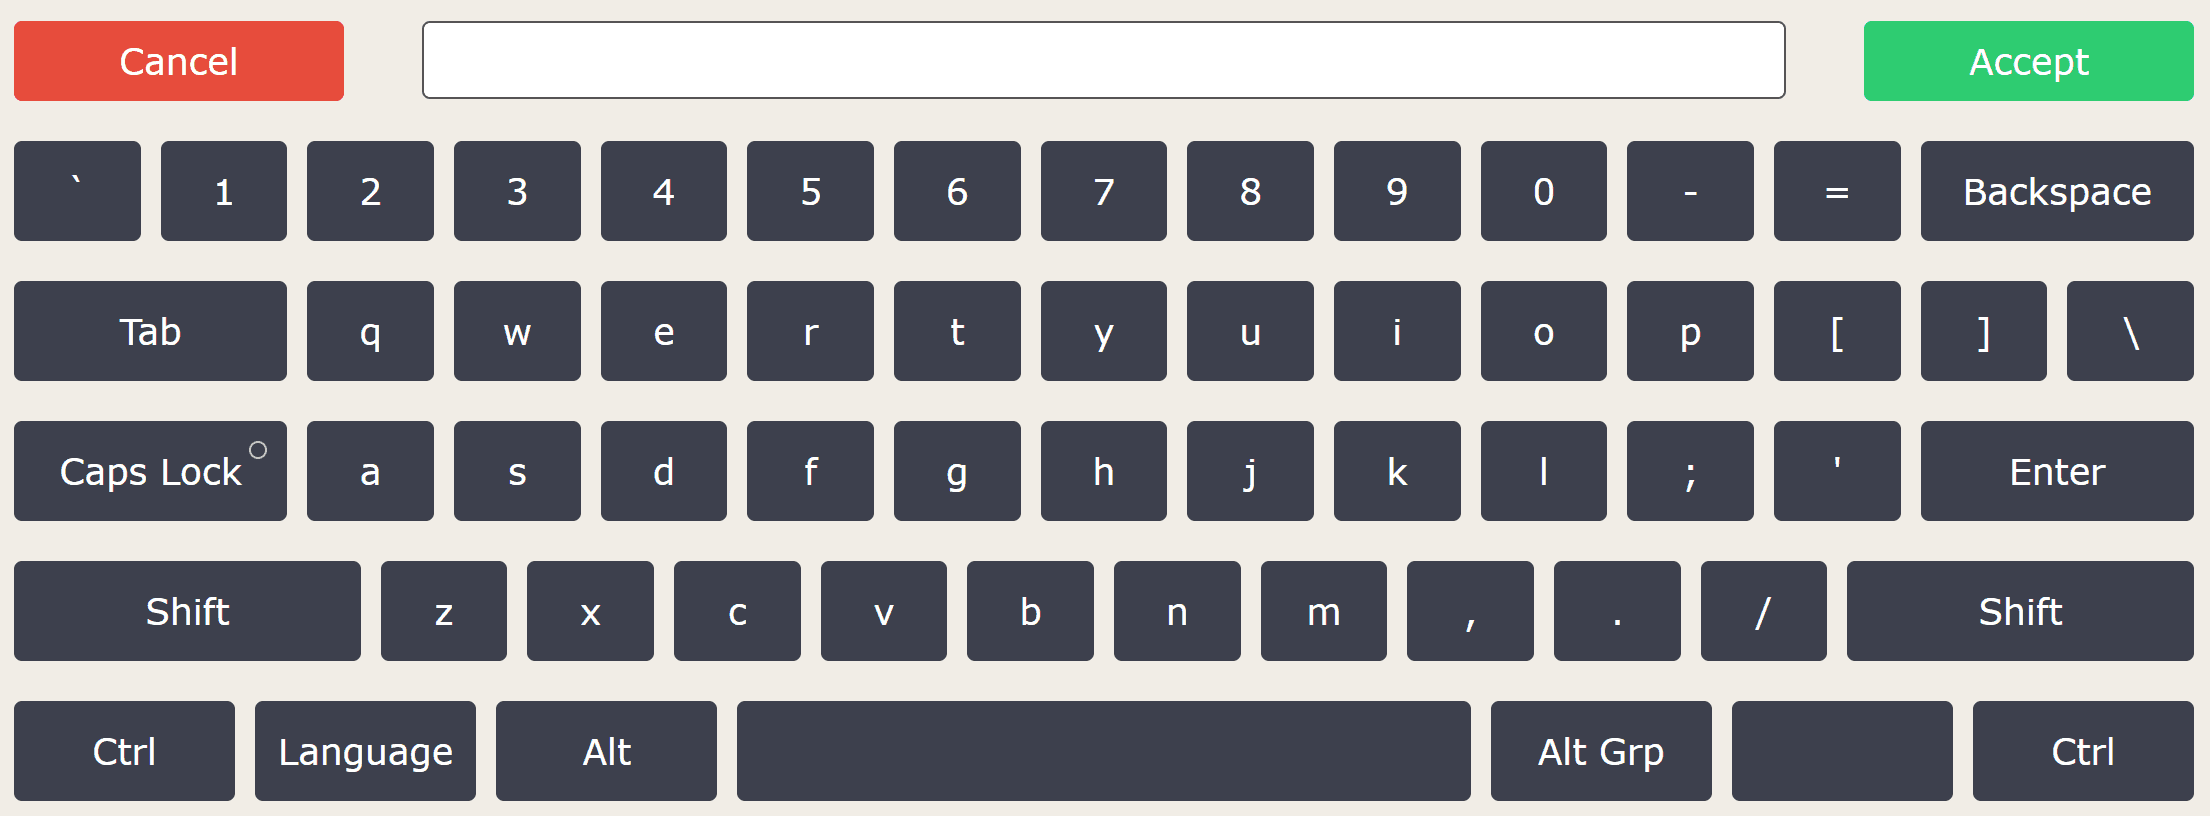 Cancel Accept
` 1 2 3 4 5 6 7 8 9 0 - = Backspace
Tab q w e r t y u i o p [ ] \
Caps Lock a s d f g h j k l ; ' Enter
Shift z x c v b n m , . / Shift
Ctrl Language Alt Alt Grp Ctrl